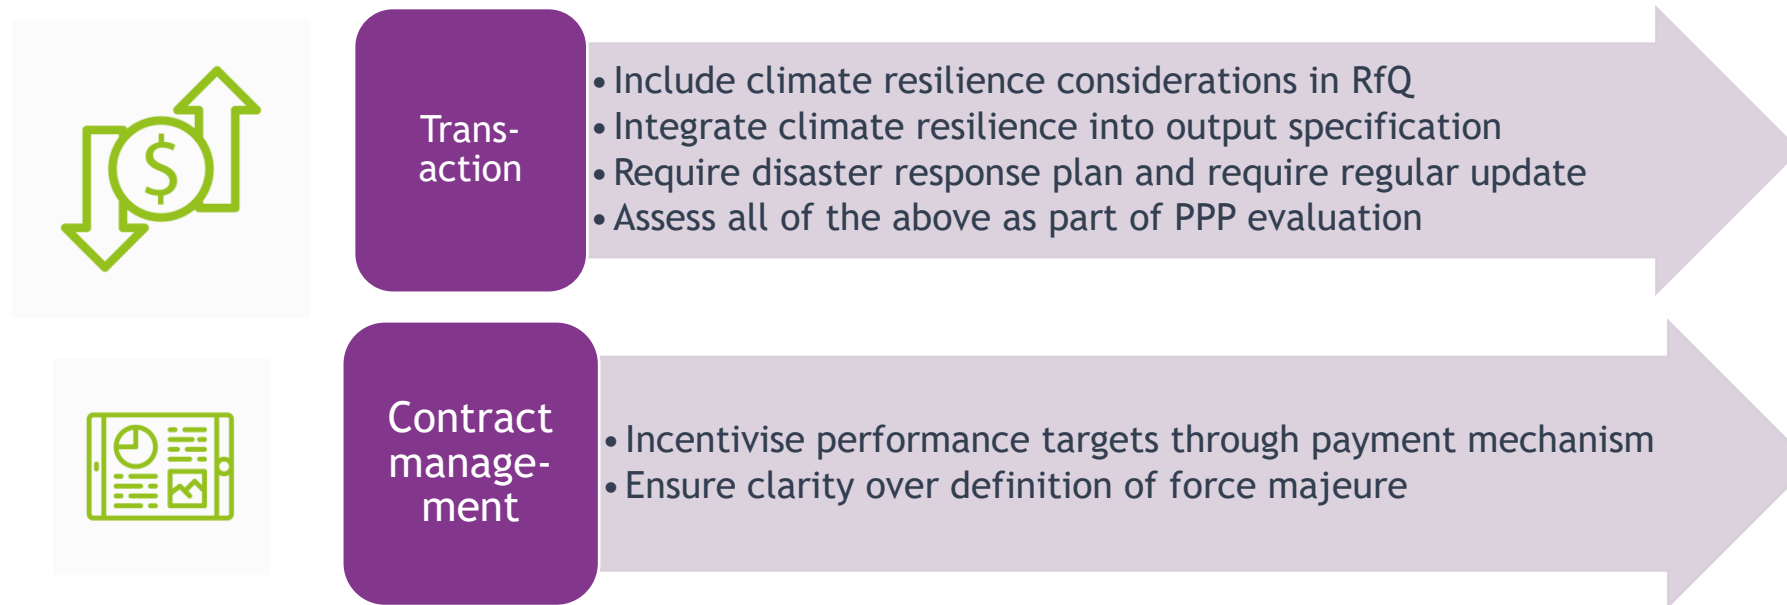 Trans-
action
• Include climate resilience considerations in RfQ
• Integrate climate resilience into output specification
• Require disaster response plan and require regular update
• Assess all of the above as part of PPP evaluation
$
Contract
manage-
ment
• Incentivise performance targets through payment mechanism
• Ensure clarity over definition of force majeure